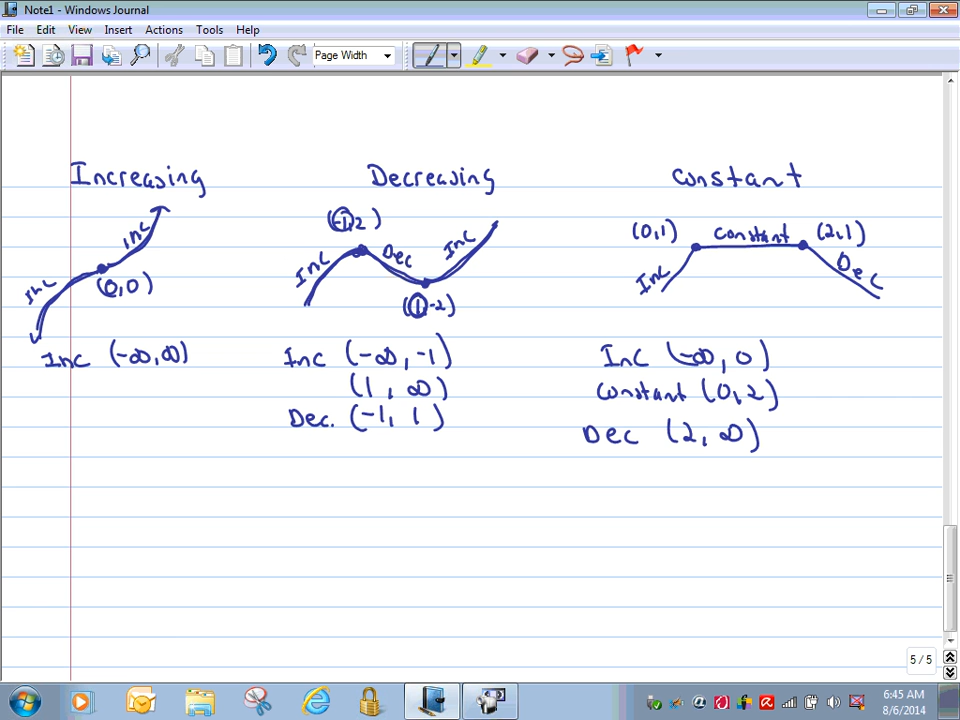 Note1 - Windows Journal
File Edit View Insert Actions Tools Help
Page Width
Increasing
Inc
Inc
(0,0)
Inc (-∞,∞)
Decreasing
(-1,2)
Inc
Dec
Inc
(1,-2)
Inc (-∞,-1)
(1,∞)
Dec. (-1, 1)
Constant
(0,1) constant (2,1)
Inc
Dec
Inc (-∞, 0)
constant (0,2)
Dec (2, ∞)
5 / 5
6:45 AM
8/6/2014